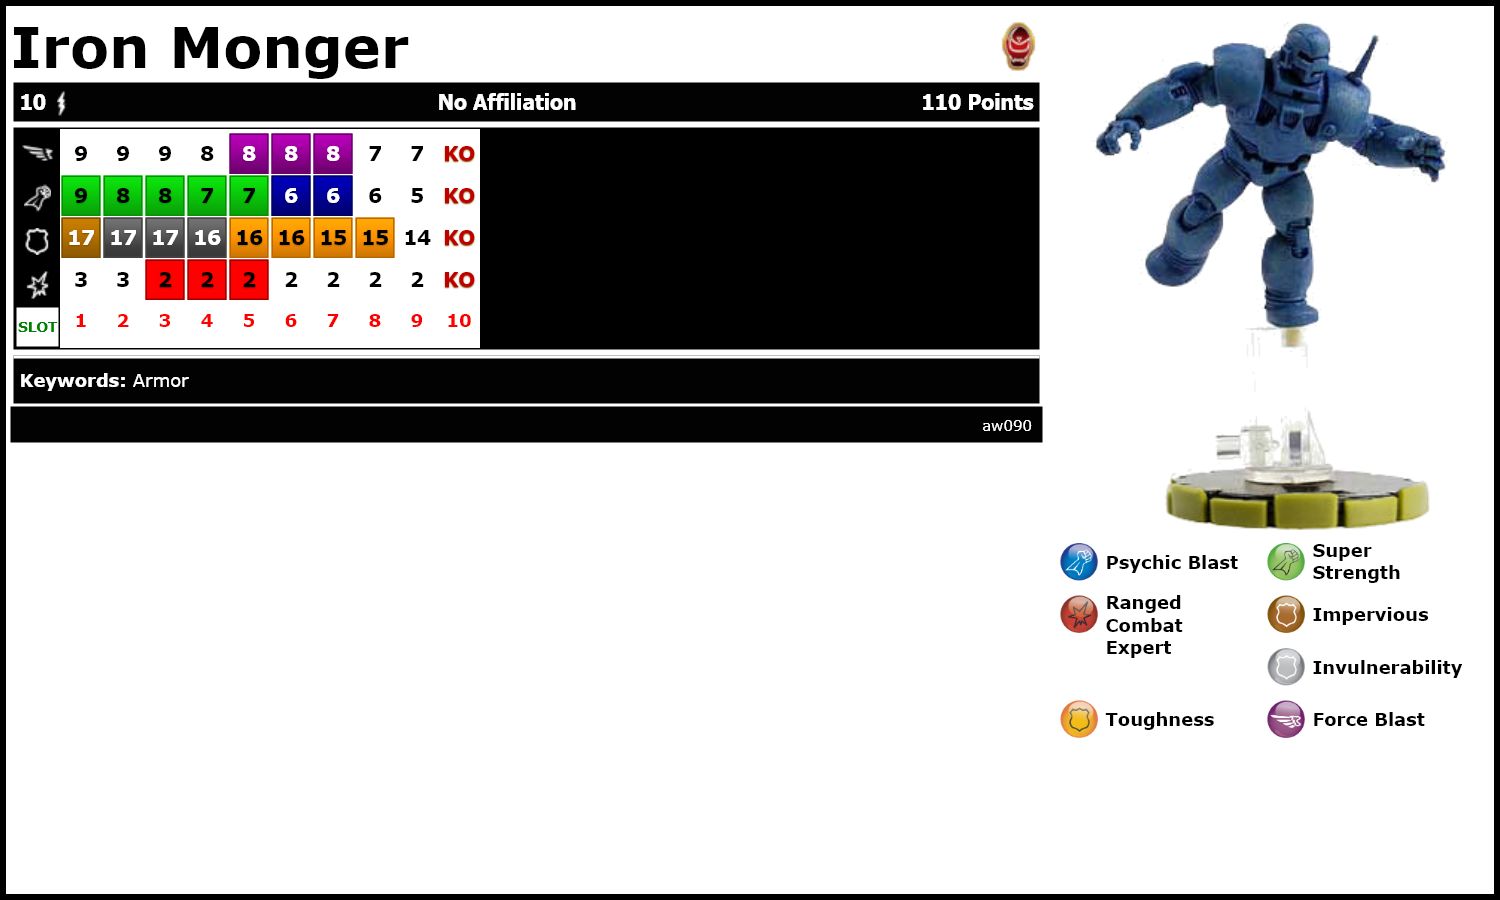 Iron Monger
10 No Affiliation 110 Points
9 9 9 8 8 8 8 7 7 KO
9 8 8 7 7 6 6 6 5 KO
17 17 17 16 16 16 15 15 14 KO
3 3 2 2 2 2 2 2 2 KO
SLOT 1 2 3 4 5 6 7 8 9 10
Keywords: Armor
aw090
Psychic Blast
Super
Strength
Ranged
Combat
Expert
Impervious
Invulnerability
Toughness
Force Blast